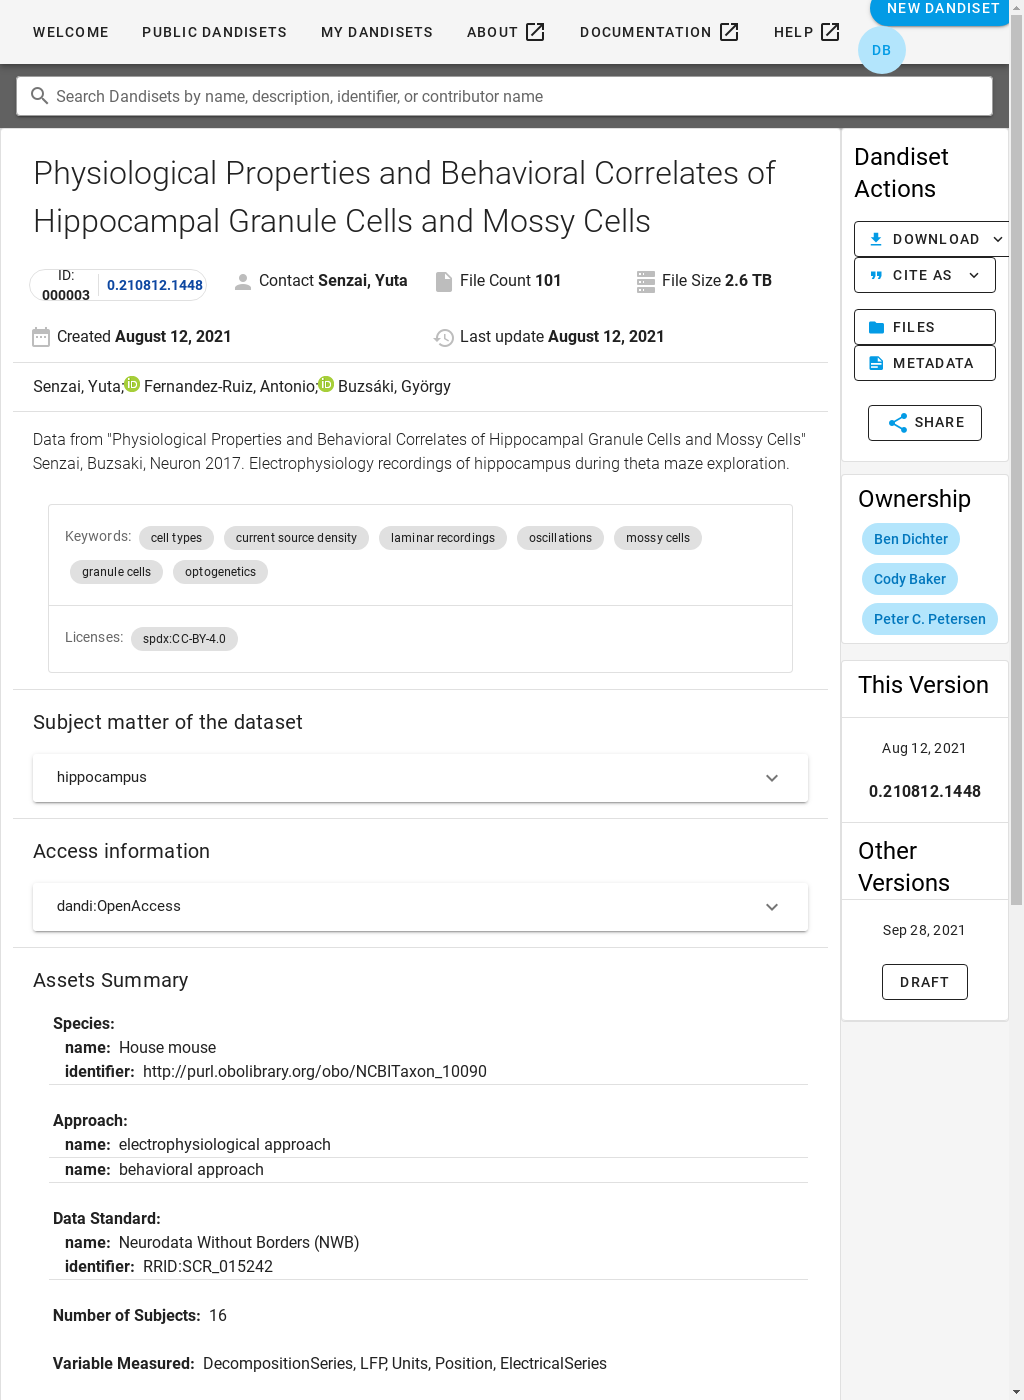 WELCOME PUBLIC DANDISETS MY DANDISETS ABOUT DOCUMENTATION HELP NEW DANDISET
DB
Search Dandisets by name, description, identifier, or contributor name
Physiological Properties and Behavioral Correlates of
Hippocampal Granule Cells and Mossy Cells
ID:
000003 0.210812.1448 Contact Senzai, Yuta File Count 101 File Size 2.6 TB
Created August 12, 2021 Last update August 12, 2021
Senzai, Yuta; iD Fernandez-Ruiz, Antonio; iD Buzsáki, György
Data from "Physiological Properties and Behavioral Correlates of Hippocampal Granule Cells and Mossy Cells"
Senzai, Buzsaki, Neuron 2017. Electrophysiology recordings of hippocampus during theta maze exploration.
Keywords: cell types current source density laminar recordings oscillations mossy cells
granule cells optogenetics
Licenses: spdx:CC-BY-4.0
Subject matter of the dataset
hippocampus
Access information
dandi:OpenAccess
Assets Summary
Species:
name: House mouse
identifier: http://purl.obolibrary.org/obo/NCBITaxon_10090
Approach:
name: electrophysiological approach
name: behavioral approach
Data Standard:
name: Neurodata Without Borders (NWB)
identifier: RRID:SCR_015242
Number of Subjects: 16
Variable Measured: DecompositionSeries, LFP, Units, Position, ElectricalSeries
Dandiset
Actions
DOWNLOAD
CITE AS
FILES
METADATA
SHARE
Ownership
Ben Dichter
Cody Baker
Peter C. Petersen
This Version
Aug 12, 2021
0.210812.1448
Other
Versions
Sep 28, 2021
DRAFT